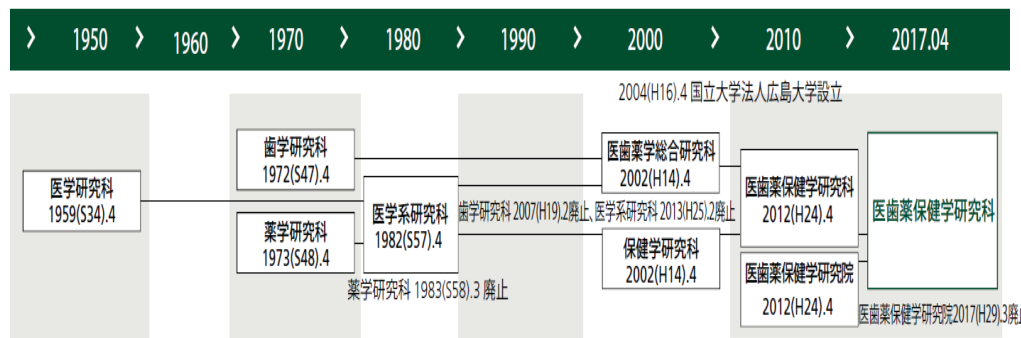 > 1950 > 1960 > 1970 > 1980 > 1990 > 2000 > 2010 > 2017.04
2004(H16).4 国立大学法人広島大学設立
医学研究科
1959(S34).4
歯学研究科
1972(S47).4
薬学研究科
1973(S48).4
医学系研究科
1982(S57).4
薬学研究科 1983(S58).3 廃止
医歯薬学総合研究科
2002(H14).4
歯学研究科 2007(H19).2廃止、医学系研究科 2013(H25).2廃止
保健学研究科
2002(H14).4
医歯薬保健学研究科
2012(H24).4
医歯薬保健学研究院
2012(H24).4
医歯薬保健学研究科
医歯薬保健学研究院2017(H29).3廃